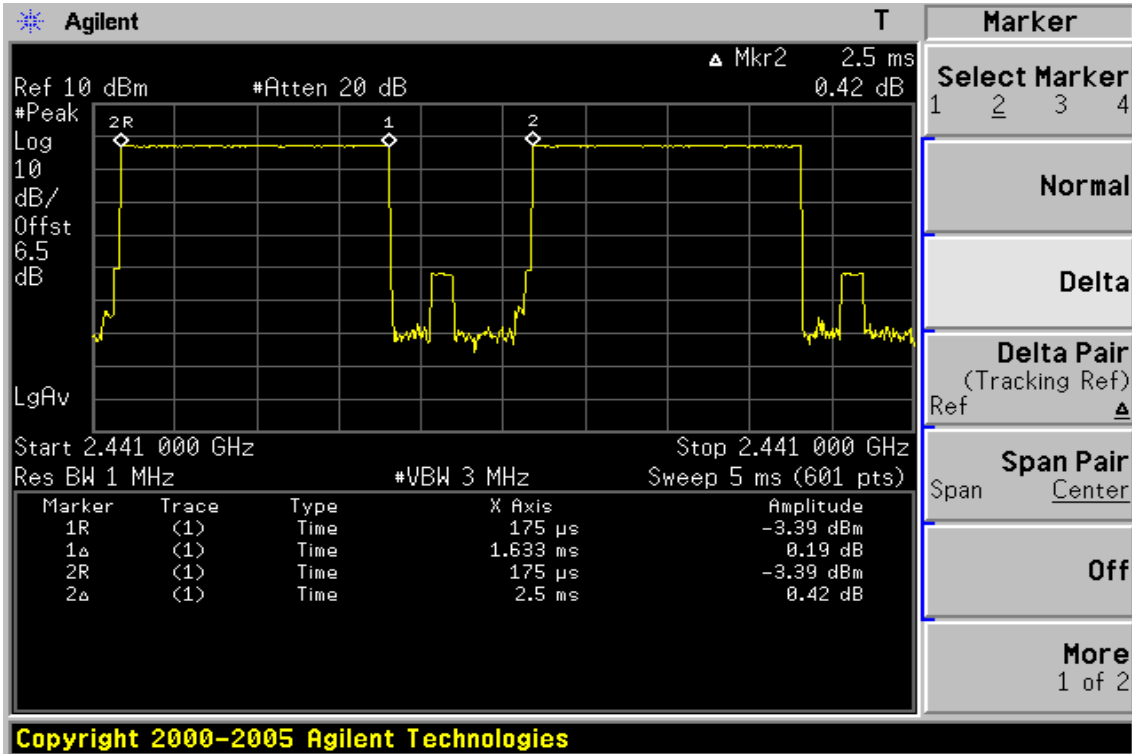 Agilent T
Marker
▵ Mkr2 2.5 ms
Ref 10 dBm #Atten 20 dB 0.42 dB
#Peak
Log
10
dB/
Offst
6.5
dB
LgAv
2R 1 2
Start 2.441 000 GHz Stop 2.441 000 GHz
Res BW 1 MHz #VBW 3 MHz Sweep 5 ms (601 pts)
Marker Trace Type X Axis Amplitude
1R (1) Time 175 µs -3.39 dBm
1▵ (1) Time 1.633 ms 0.19 dB
2R (1) Time 175 µs -3.39 dBm
2▵ (1) Time 2.5 ms 0.42 dB
Select Marker
1 2 3 4
Normal
Delta
Delta Pair
(Tracking Ref)
Ref ▵
Span Pair
Span Center
Off
More
1 of 2
Copyright 2000-2005 Agilent Technologies